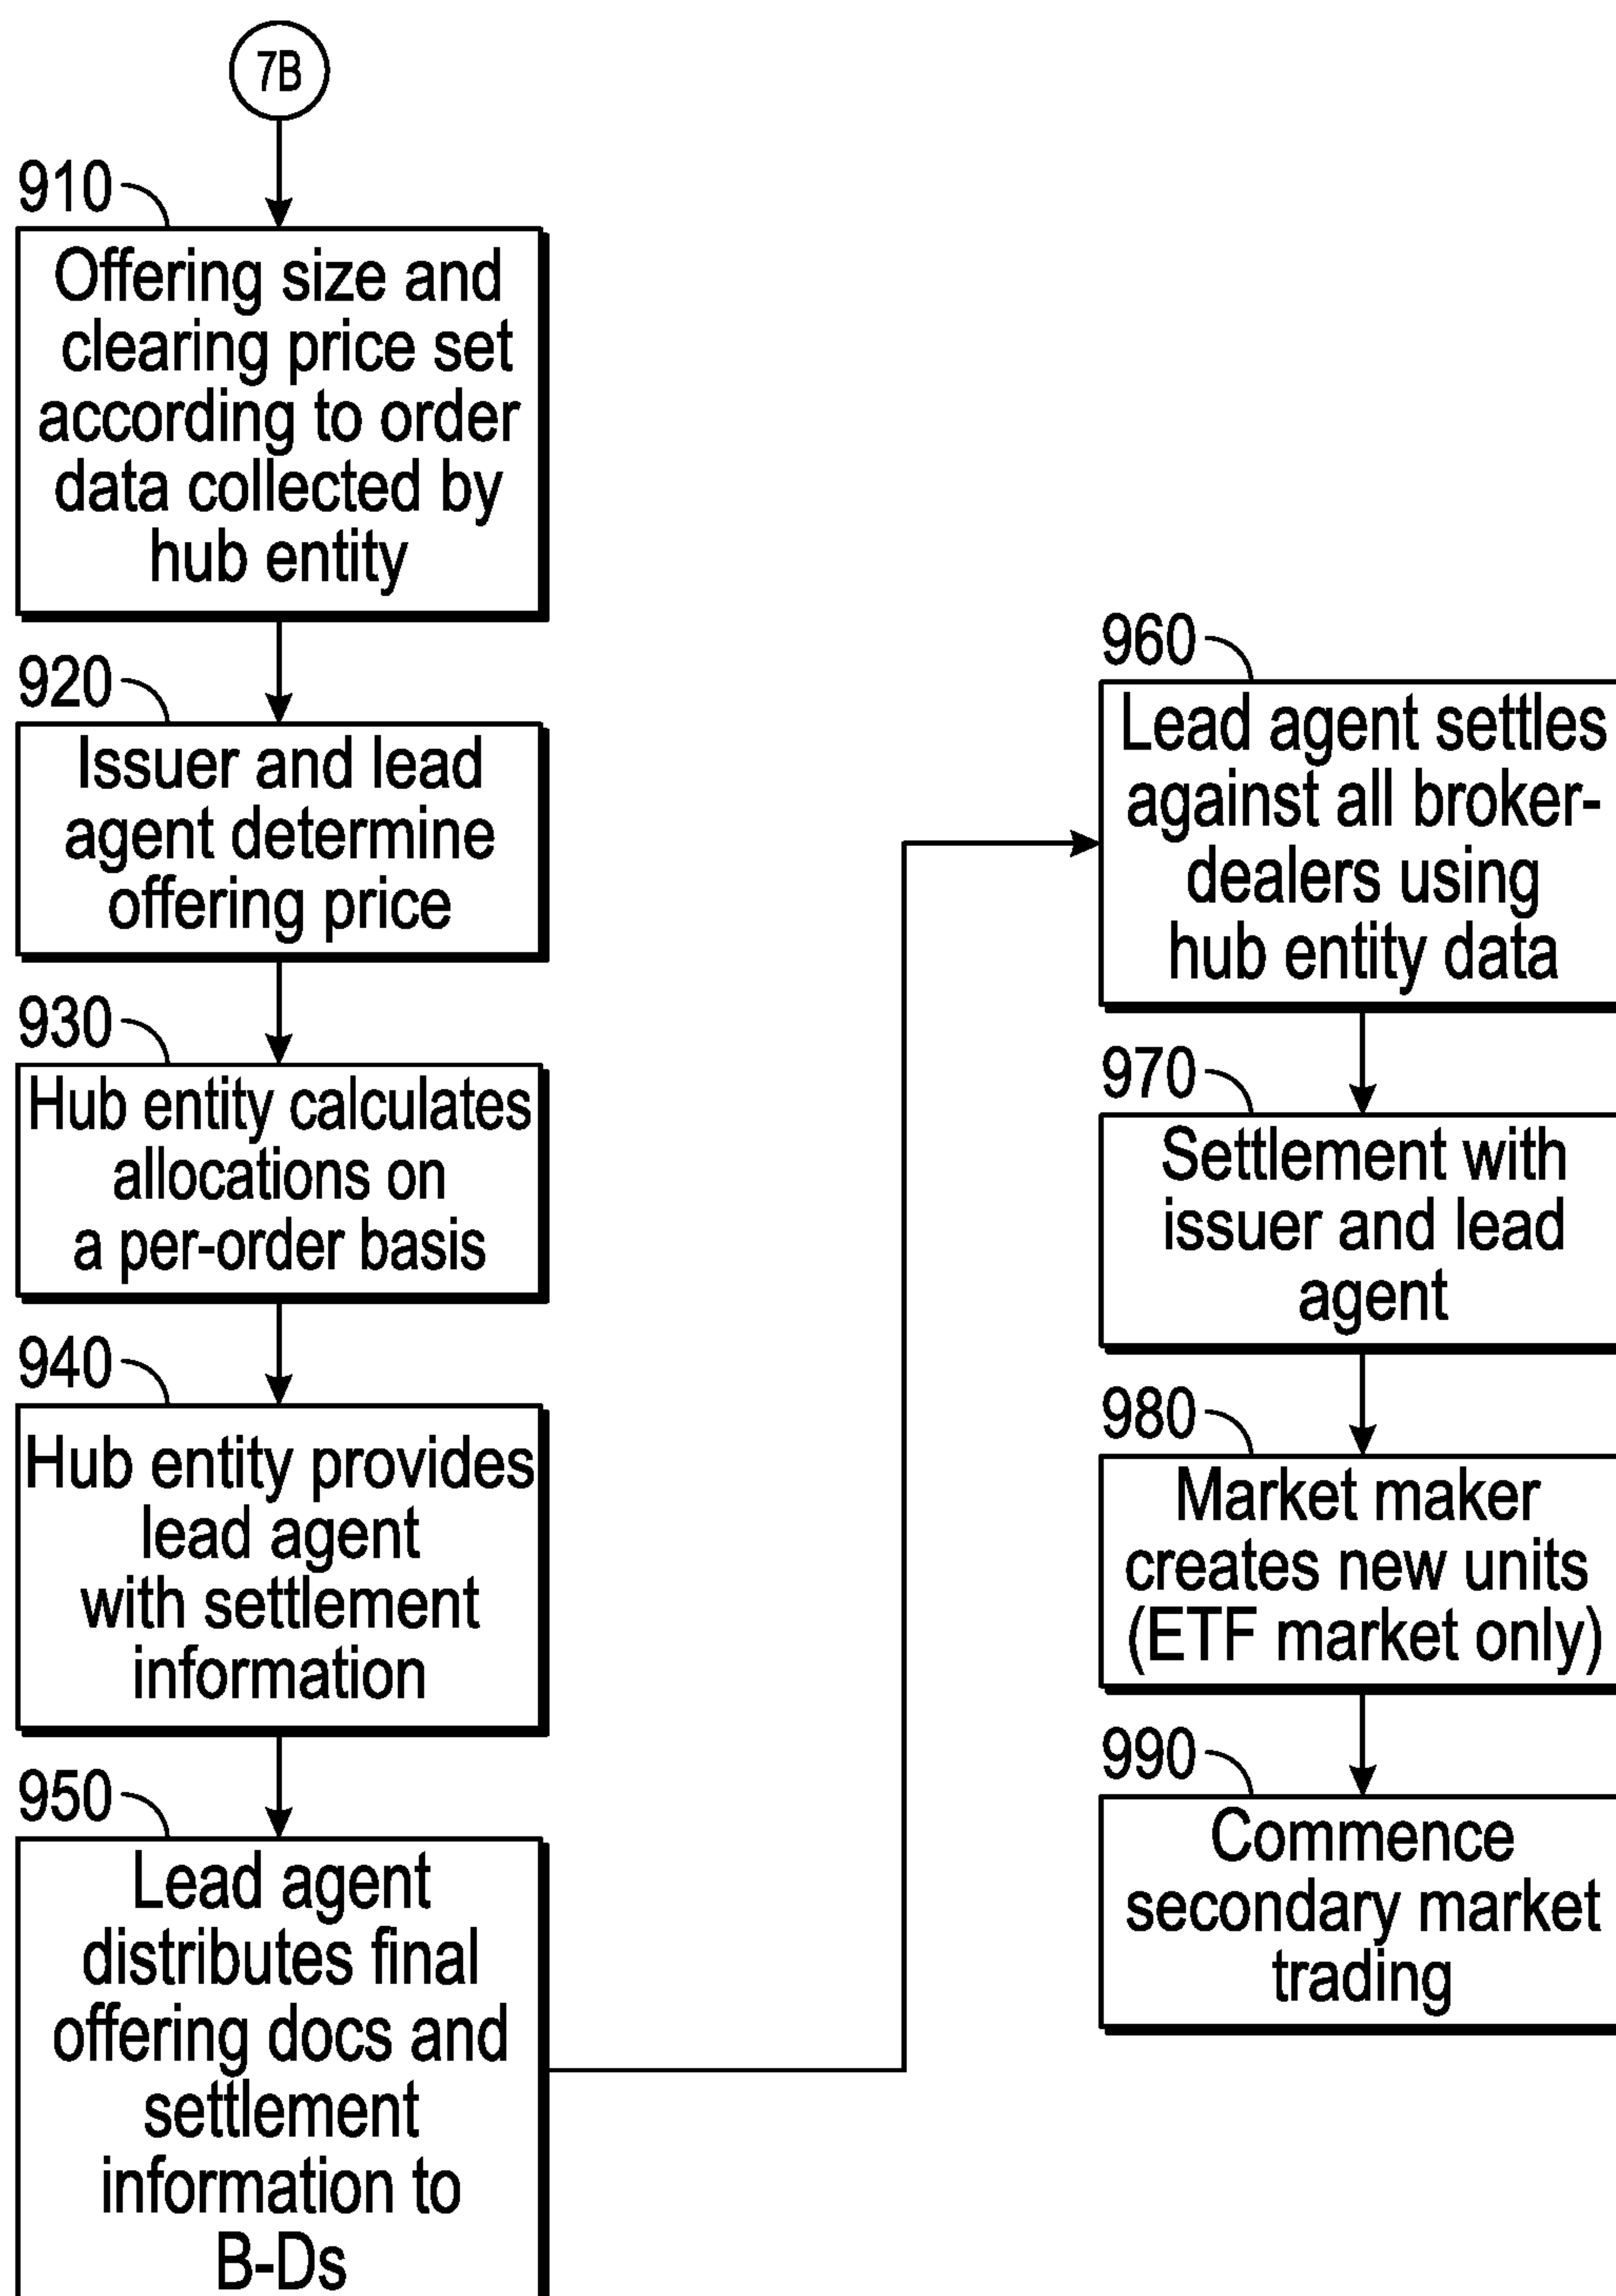 7B
910
Offering size and
clearing price set
according to order
data collected by
hub entity
920
Issuer and lead
agent determine
offering price
930
Hub entity calculates
allocations on
a per-order basis
940
Hub entity provides
lead agent
with settlement
information
950
Lead agent
distributes final
offering docs and
settlement
information to
B-Ds
960
Lead agent settles
against all broker-
dealers using
hub entity data
970
Settlement with
issuer and lead
agent
980
Market maker
creates new units
(ETF market only)
990
Commence
secondary market
trading